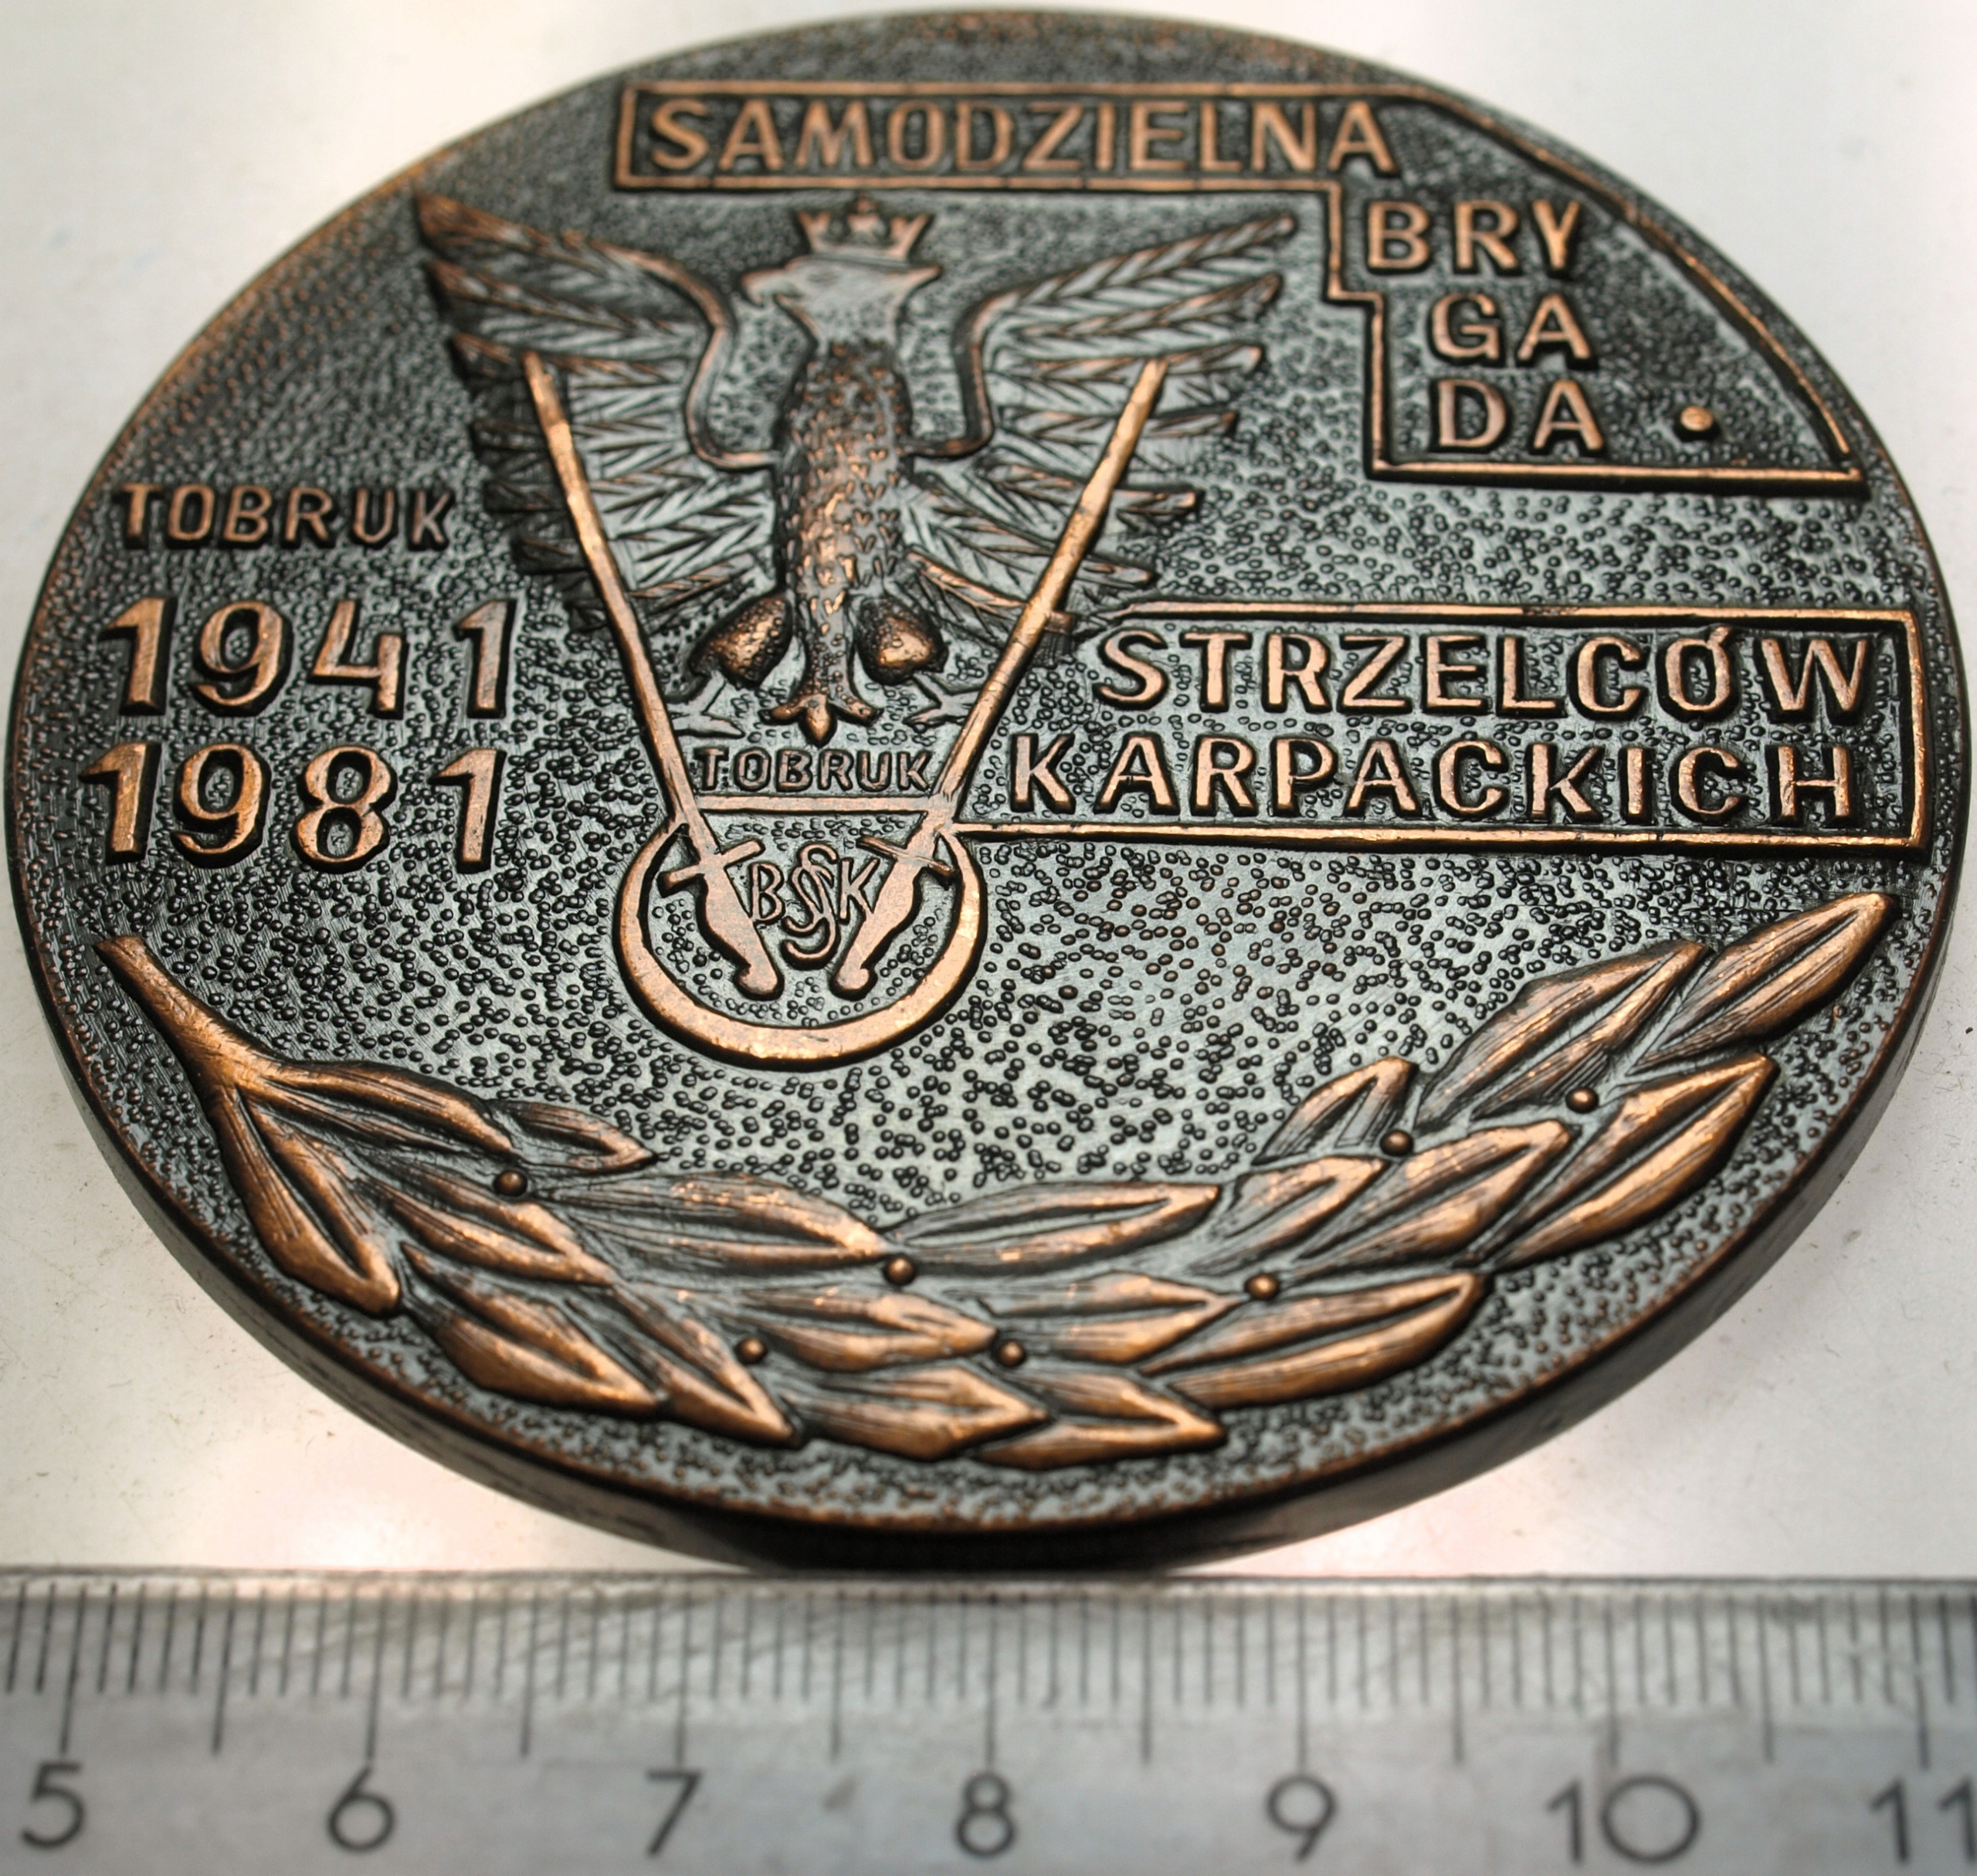 SAMODZIELNA
BRY
GA
DA
TOBRUK
1941
1981
STRZELCÓW
KARPACKICH
TOBRUK
BSSK
5 6 7 8 9 10 11